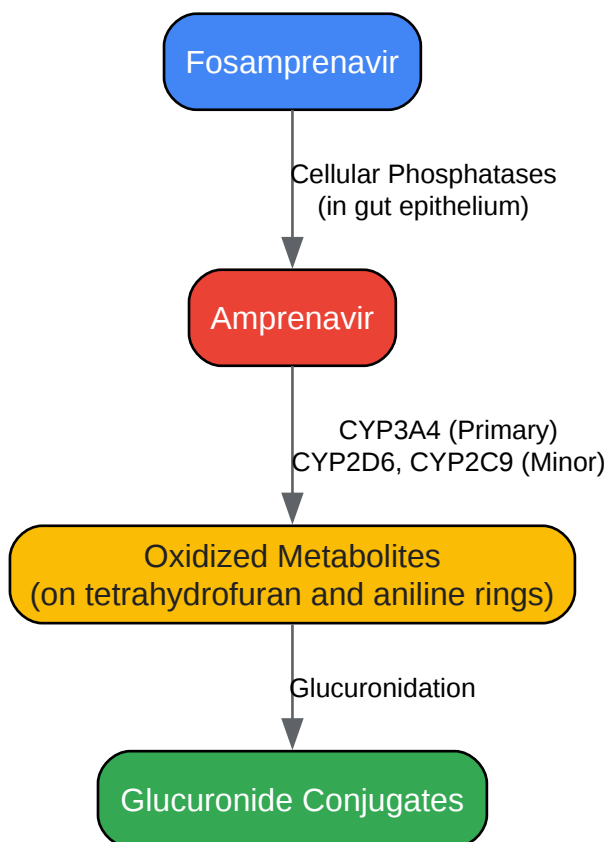 Fosamprenavir
Cellular Phosphatases
(in gut epithelium)
Amprenavir
CYP3A4 (Primary)
CYP2D6, CYP2C9 (Minor)
Oxidized Metabolites
(on tetrahydrofuran and aniline rings)
Glucuronidation
Glucuronide Conjugates